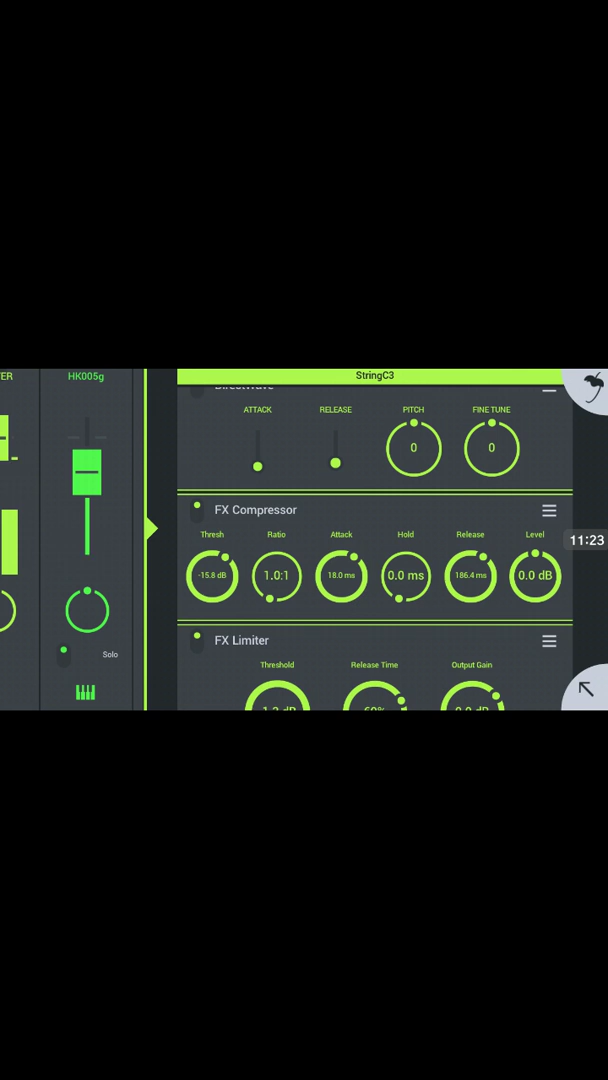 ER
HK005g
StringC3
DirectWave
ATTACK
RELEASE
PITCH
FINE TUNE
0
0
FX Compressor
Thresh
Ratio
Attack
Hold
Release
Level
-15.8 dB
1.0:1
18.0 ms
0.0 ms
186.4 ms
0.0 dB
11:23
FX Limiter
Solo
Threshold
Release Time
Output Gain